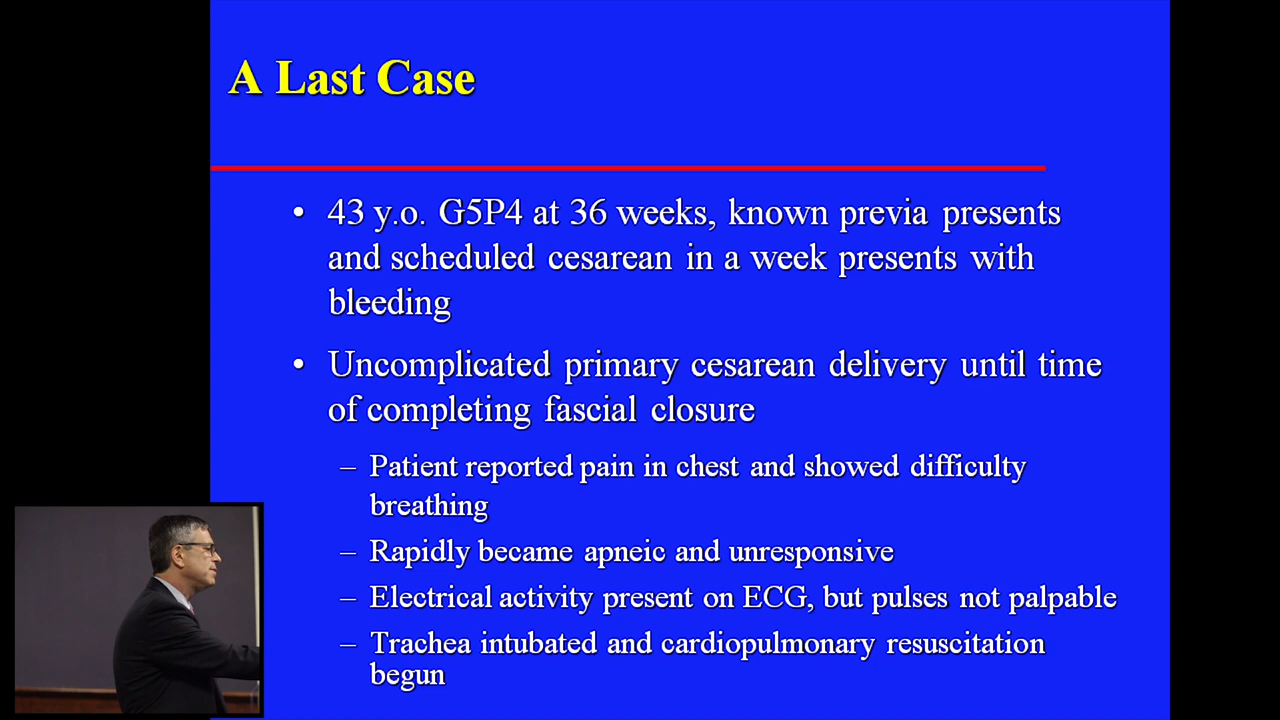 A Last Case
• 43 y.o. G5P4 at 36 weeks, known previa presents
and scheduled cesarean in a week presents with
bleeding
• Uncomplicated primary cesarean delivery until time
of completing fascial closure
– Patient reported pain in chest and showed difficulty
breathing
– Rapidly became apneic and unresponsive
– Electrical activity present on ECG, but pulses not palpable
– Trachea intubated and cardiopulmonary resuscitation
begun